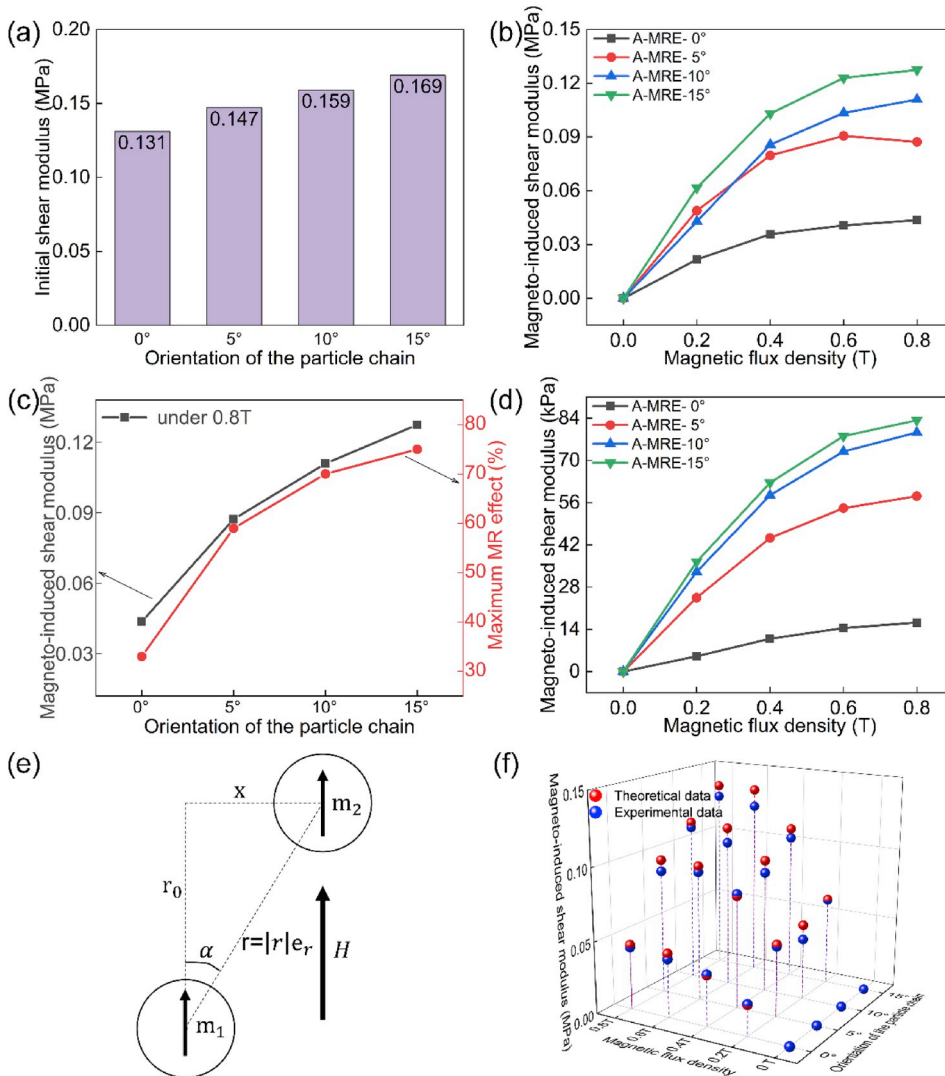 (a)
Initial shear modulus (MPa)
0.20
0.15
0.10
0.05
0.00
0.131
0.147
0.159
0.169
0°
5°
10°
15°
Orientation of the particle chain
(b)
Magneto-induced shear modulus (MPa)
0.15
0.12
0.09
0.06
0.03
0.00
A-MRE- 0°
A-MRE- 5°
A-MRE-10°
A-MRE-15°
0.0
0.2
0.4
0.6
0.8
Magnetic flux density (T)
(c)
Magneto-induced shear modulus (MPa)
0.12
0.09
0.06
0.03
under 0.8T
80
70
60
50
40
30
Maximum MR effect (%)
0°
5°
10°
15°
Orientation of the particle chain
(d)
Magneto-induced shear modulus (kPa)
84
70
56
42
28
14
0
A-MRE- 0°
A-MRE- 5°
A-MRE-10°
A-MRE-15°
0.0
0.2
0.4
0.6
0.8
Magnetic flux density (T)
(e)
x
m2
r0
α
r=|r|er
H
m1
(f)
Magneto-induced shear modulus (MPa)
0.15
0.10
0.05
0.00
Theoretical data
Experimental data
0.8T
0.6T
0.4T
0.2T
0T
Magnetic flux density
0°
5°
10°
15°
Orientation of the particle chain